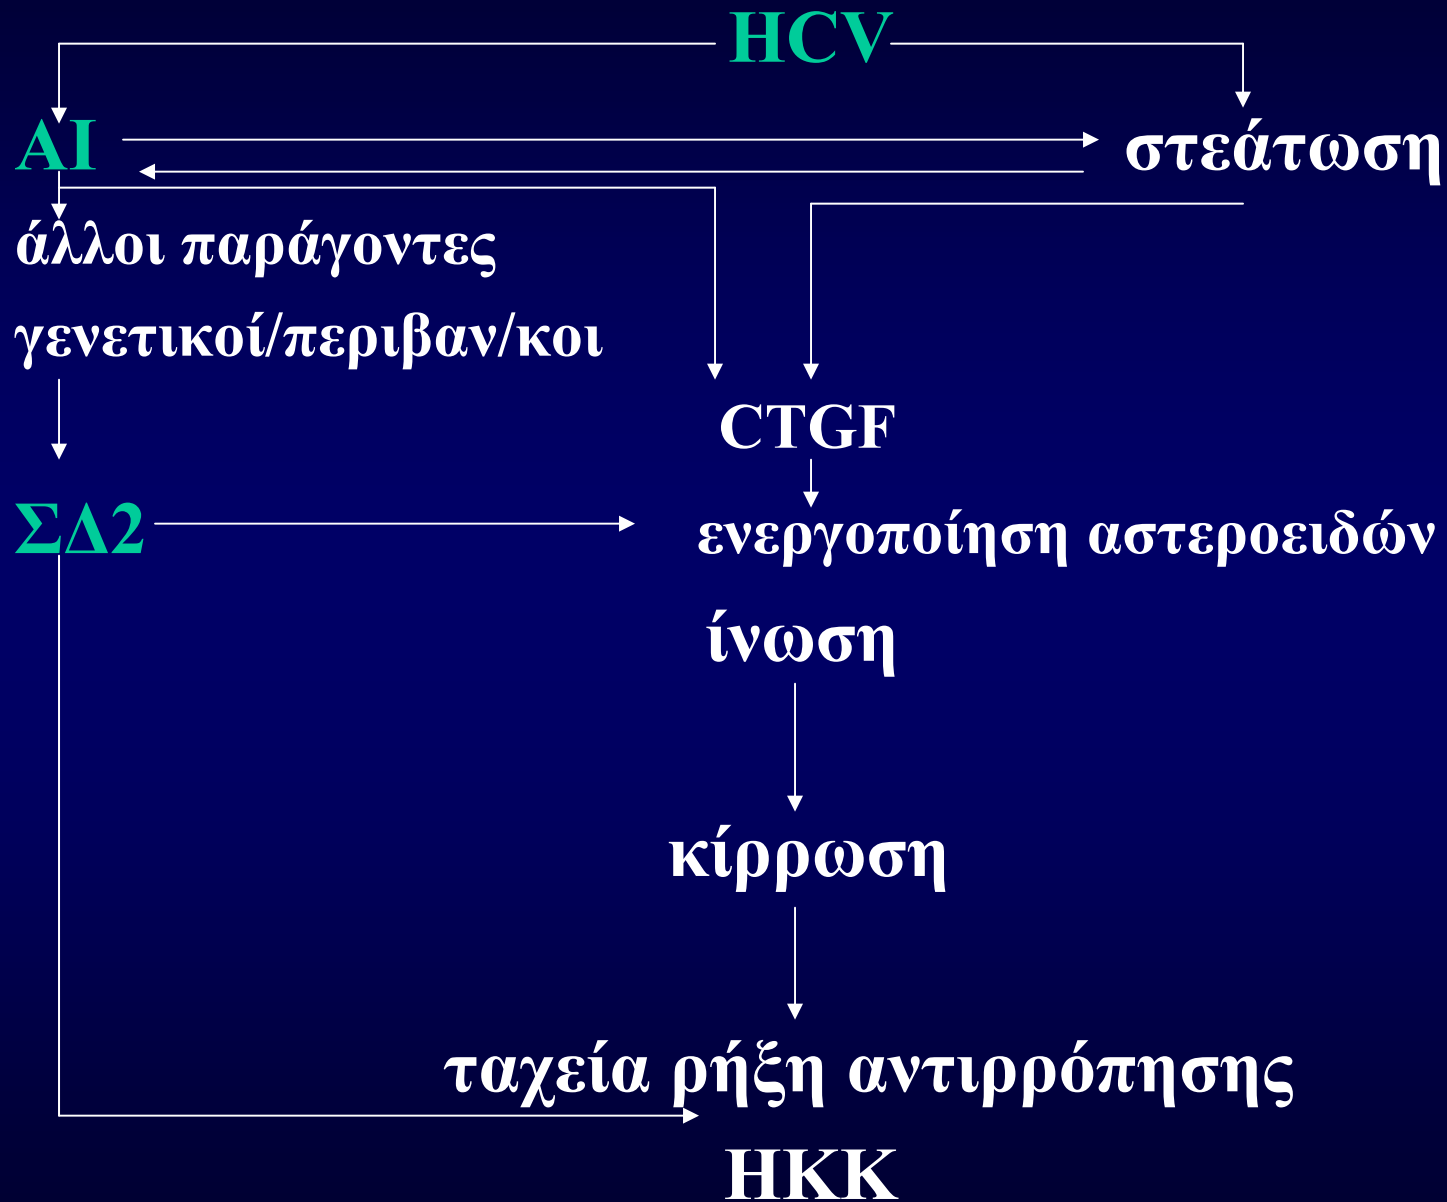 HCV
ΑΙ
στεάτωση
άλλοι παράγοντες
γενετικοί/περιβαν/κοι
CTGF
ΣΔ2
ενεργοποίηση αστεροειδών
ίνωση
κίρρωση
ταχεία ρήξη αντιρρόπησης
ΗΚΚ